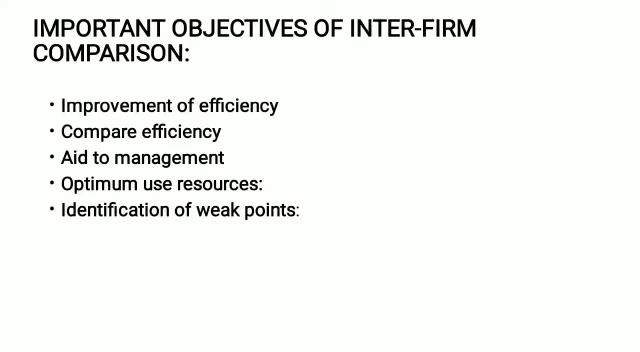 IMPORTANT OBJECTIVES OF INTER-FIRM
COMPARISON:
• Improvement of efficiency
• Compare efficiency
• Aid to management
• Optimum use resources:
• Identification of weak points: